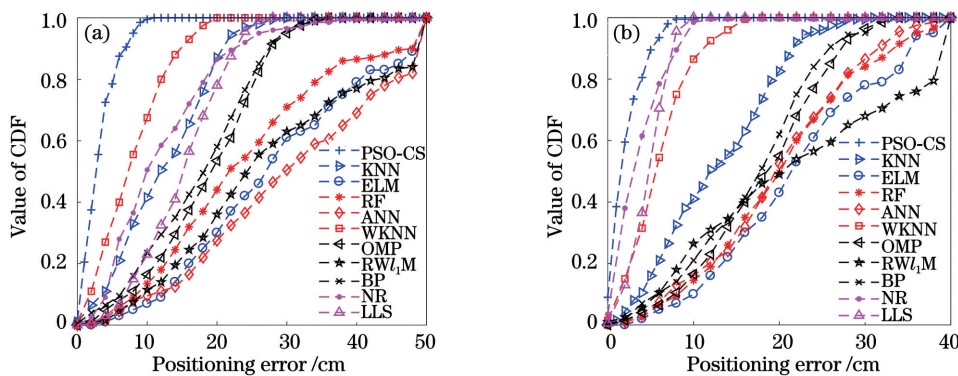 (a)
Value of CDF
1.0
0.8
0.6
0.4
0.2
0
0
10
20
30
40
50
Positioning error /cm
PSO-CS
KNN
ELM
RF
ANN
WKNN
OMP
RWl₁M
BP
NR
LLS
(b)
Value of CDF
1.0
0.8
0.6
0.4
0.2
0
0
10
20
30
40
Positioning error /cm
PSO-CS
KNN
ELM
RF
ANN
WKNN
OMP
RWl₁M
BP
NR
LLS